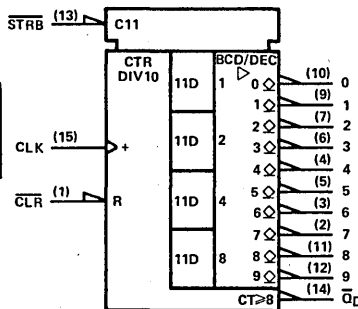 STRB (13) C11
CTR BCD/DEC
DIV10 ▷ (10)
11D 1 0 0
(9)
1 1
(7)
2 2
(15) (6)
CLK + 11D 2 3 3
(4)
4 4
(1) (5)
CLR R 11D 4 5 5
(3)
6 6
(2)
7 7
(11)
11D 8 8 8
(12)
9 9
(14)
CT≥8 Q̅D